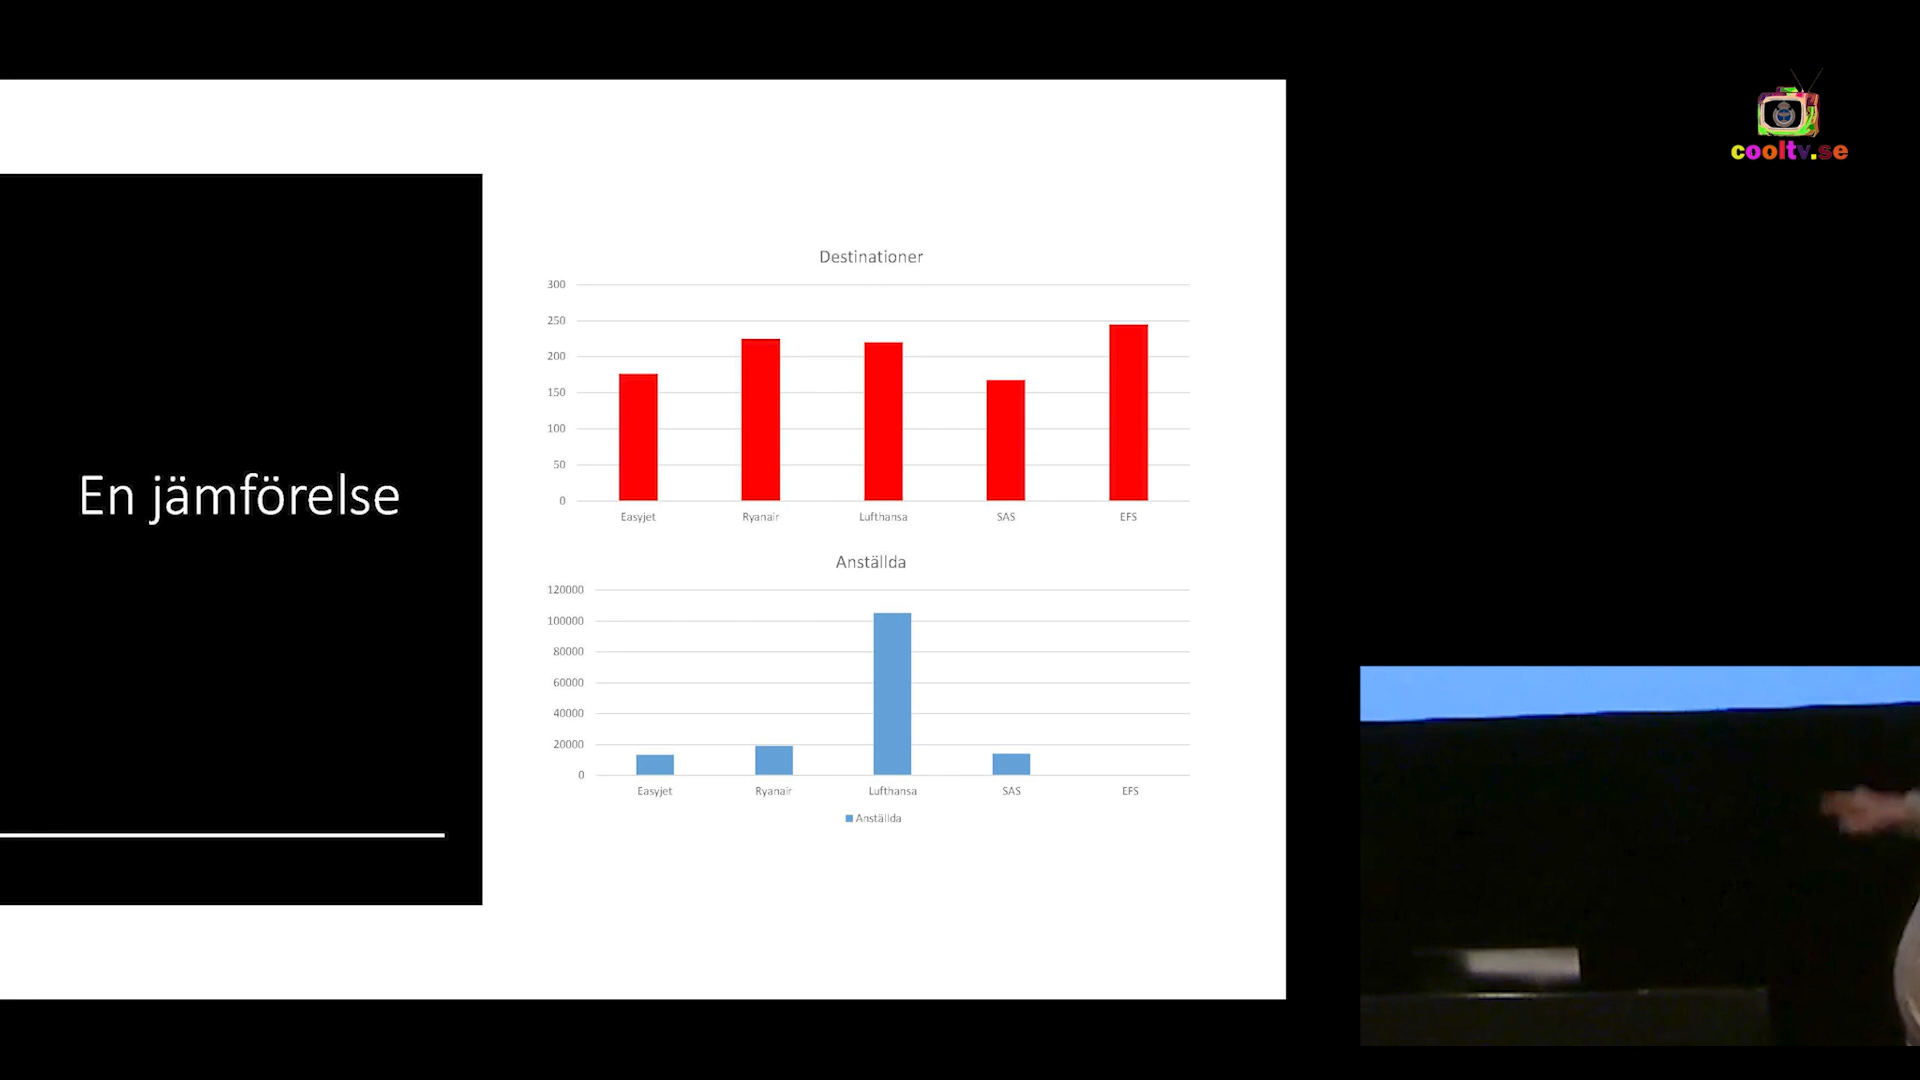 cooltv.se
En jämförelse
Destinationer
300
250
200
150
100
50
0
Easyjet Ryanair Lufthansa SAS EFS
Anställda
120000
100000
80000
60000
40000
20000
0
Easyjet Ryanair Lufthansa SAS EFS
Anställda